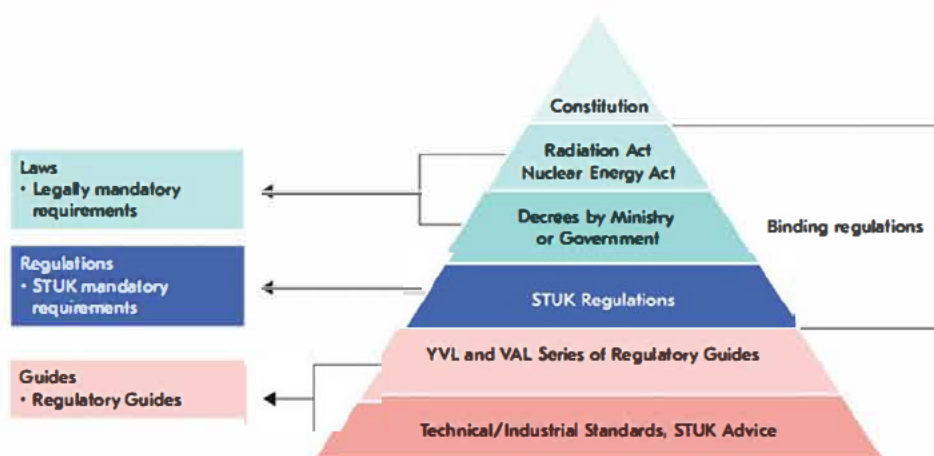 Constitution
Radiation Act
Nuclear Energy Act
Decrees by Ministry
or Government
STUK Regulations
YVL and VAL Series of Regulatory Guides
Technical/Industrial Standards, STUK Advice
Laws
• Legally mandatory
requirements
Regulations
• STUK mandatory
requirements
Guides
• Regulatory Guides
Binding regulations